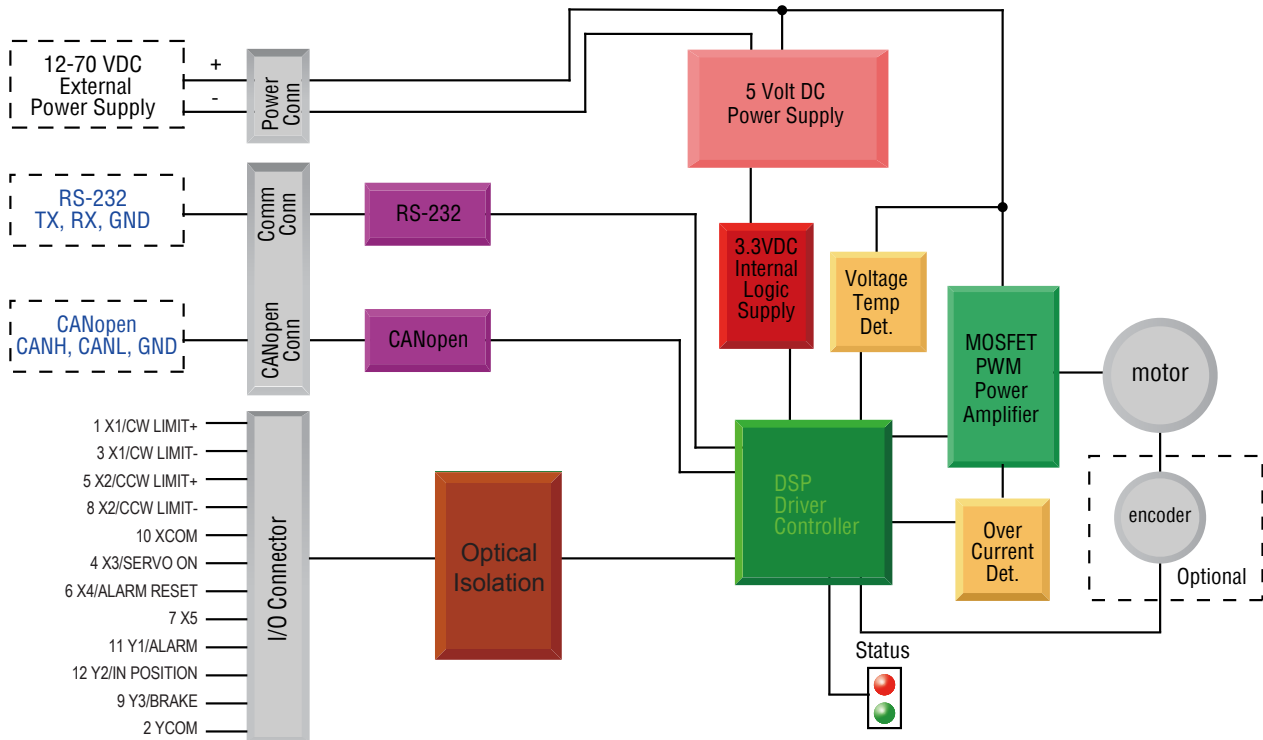 12-70 VDC
External
Power Supply
+
-
Power
Conn
5 Volt DC
Power Supply
RS-232
TX, RX, GND
Comm
Conn
RS-232
3.3VDC
Internal
Logic
Supply
Voltage
Temp
Det.
CANopen
CANH, CANL, GND
CANopen
Conn
CANopen
MOSFET
PWM
Power
Amplifier
motor
1 X1/CW LIMIT+
3 X1/CW LIMIT-
5 X2/CCW LIMIT+
8 X2/CCW LIMIT-
10 XCOM
4 X3/SERVO ON
6 X4/ALARM RESET
7 X5
11 Y1/ALARM
12 Y2/IN POSITION
9 Y3/BRAKE
2 YCOM
I/O Connector
Optical
Isolation
DSP
Driver
Controller
Over
Current
Det.
encoder
Optional
Status